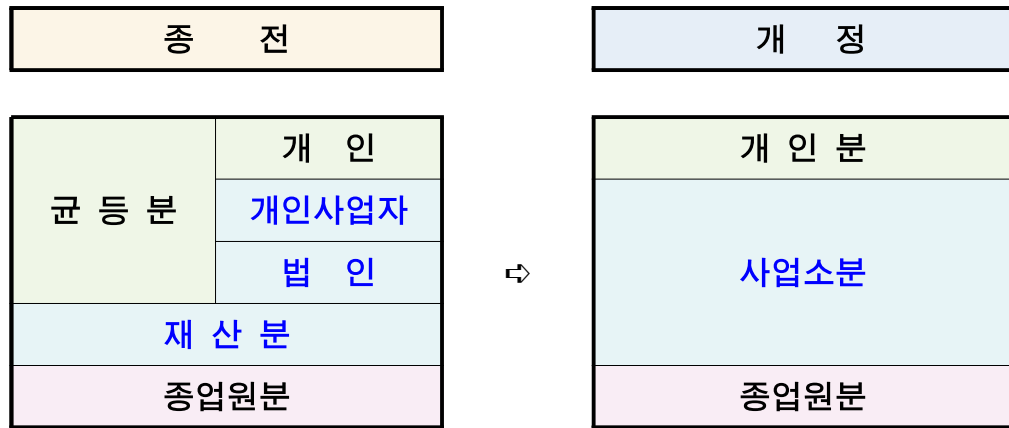 종 전
개 정
균 등 분
개 인
개인사업자
법 인
재 산 분
종업원분
➪
개 인 분
사업소분
종업원분